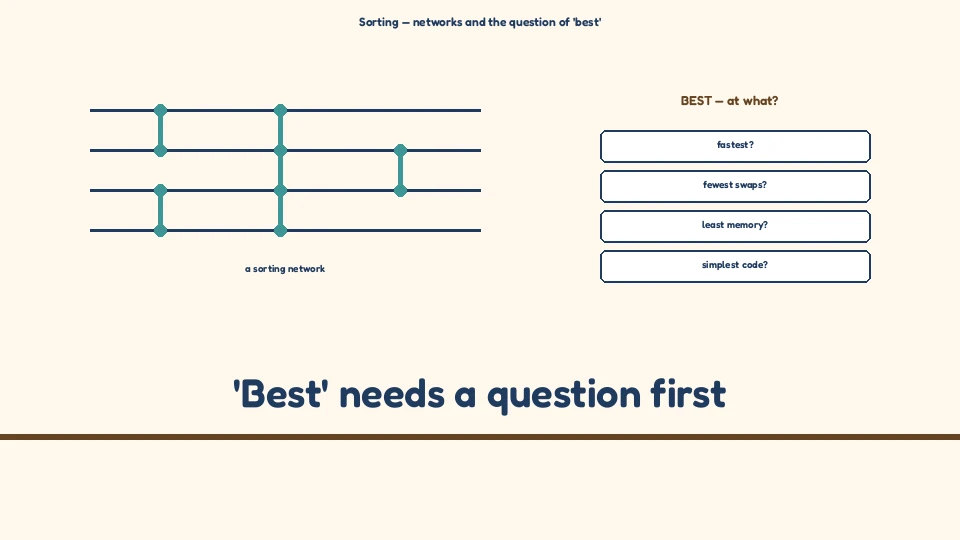 Sorting — networks and the question of 'best'
BEST — at what?
fastest?
fewest swaps?
least memory?
simplest code?
a sorting network
'Best' needs a question first